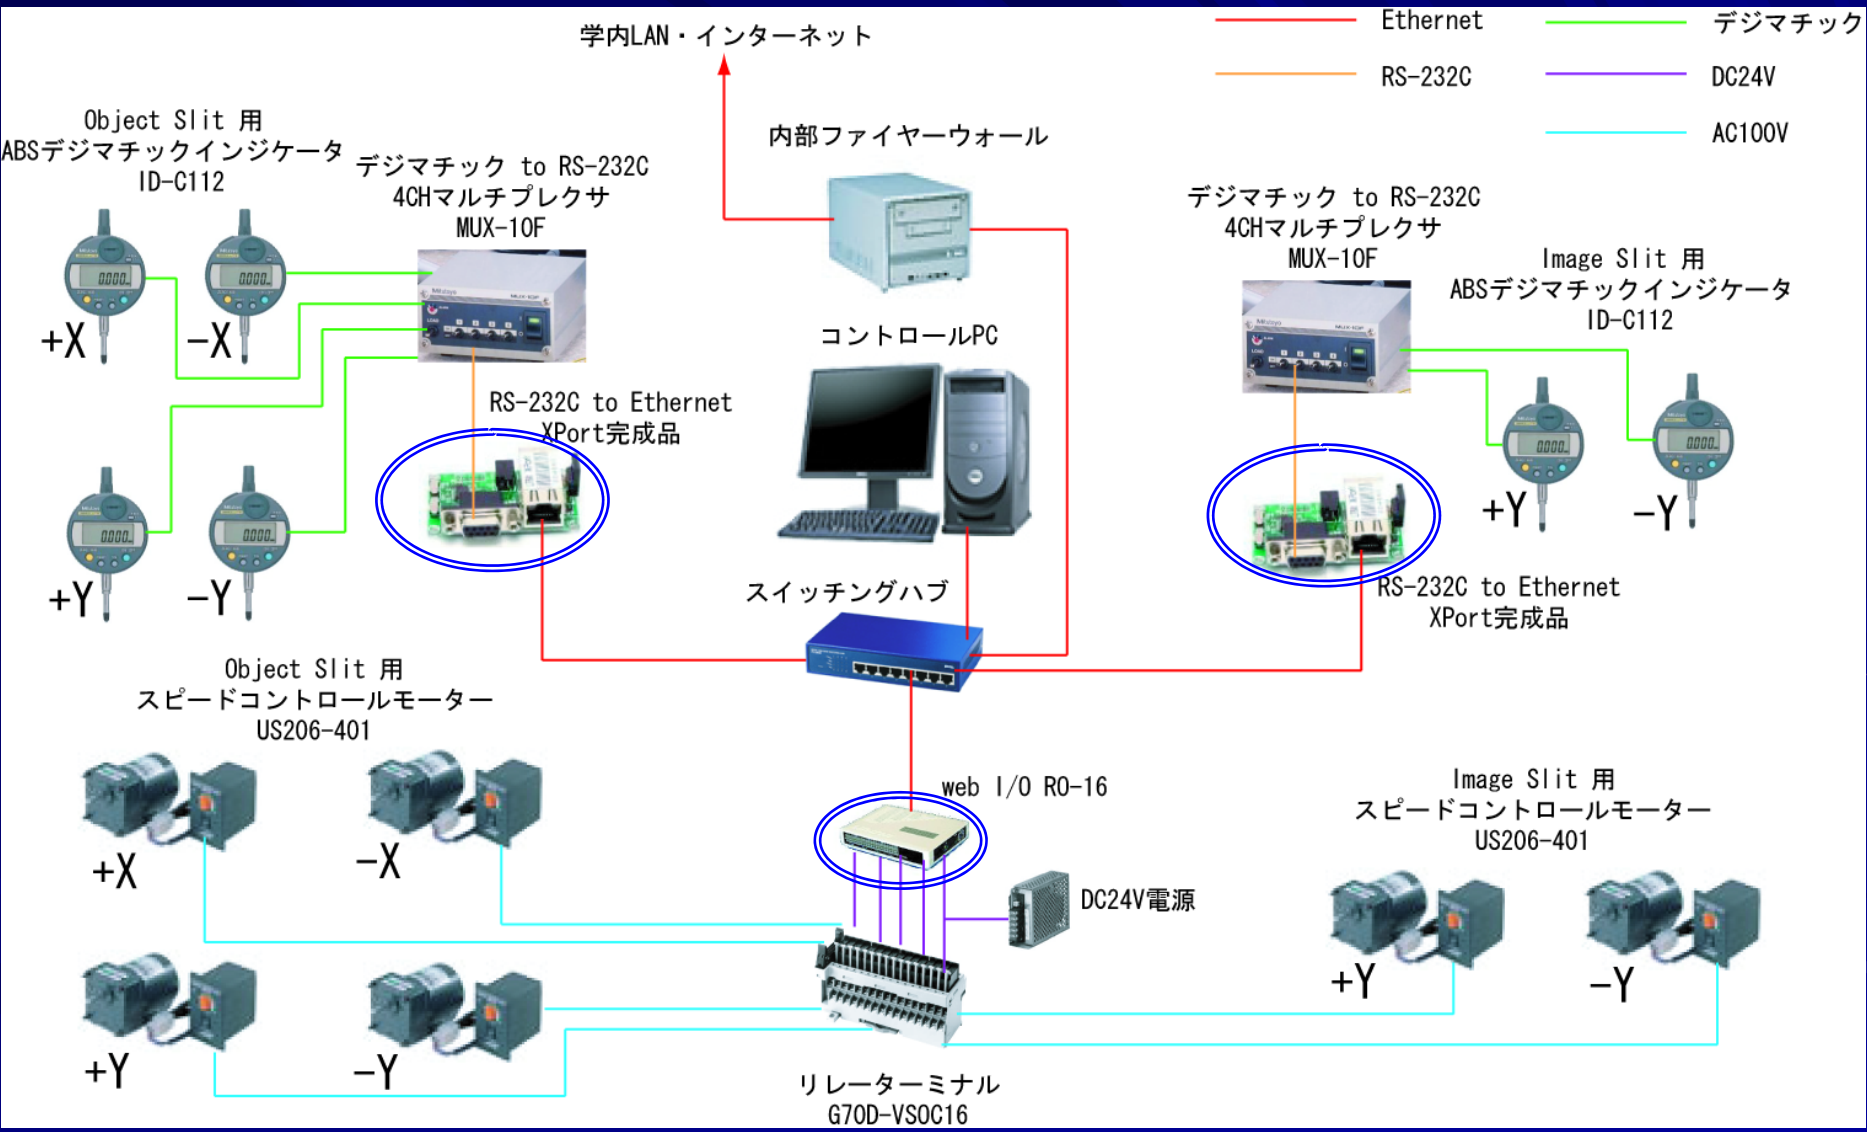 学内LAN・インターネット
Ethernet
デジマチック
RS-232C
DC24V
AC100V
Object Slit 用
ABSデジマチックインジケータ
ID-C112
デジマチック to RS-232C
4CHマルチプレクサ
MUX-10F
内部ファイヤーウォール
デジマチック to RS-232C
4CHマルチプレクサ
MUX-10F
Image Slit 用
ABSデジマチックインジケータ
ID-C112
+X
-X
コントロールPC
RS-232C to Ethernet
XPort完成品
+Y
-Y
+Y
-Y
スイッチングハブ
RS-232C to Ethernet
XPort完成品
Object Slit 用
スピードコントロールモーター
US206-401
web I/O RO-16
Image Slit 用
スピードコントロールモーター
US206-401
+X
-X
DC24V電源
+Y
-Y
+Y
-Y
リレーターミナル
G70D-VSOC16